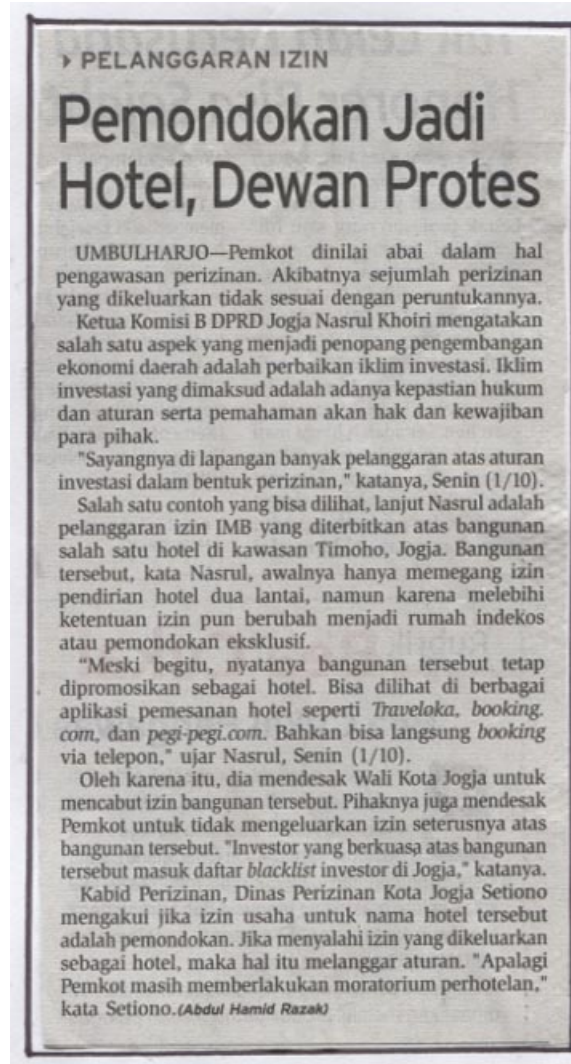 PELANGGARAN IZIN
Pemondokan Jadi
Hotel, Dewan Protes
UMBULHARJO—Pemkot dinilai abai dalam hal
pengawasan perizinan. Akibatnya sejumlah perizinan
yang dikeluarkan tidak sesuai dengan peruntukannya.
Ketua Komisi B DPRD Jogja Nasrul Khoiri mengatakan
salah satu aspek yang menjadi penopang pengembangan
ekonomi daerah adalah perbaikan iklim investasi. Iklim
investasi yang dimaksud adalah adanya kepastian hukum
dan aturan serta pemahaman akan hak dan kewajiban
para pihak.
"Sayangnya di lapangan banyak pelanggaran atas aturan
investasi dalam bentuk perizinan," katanya, Senin (1/10).
Salah satu contoh yang bisa dilihat, lanjut Nasrul adalah
pelanggaran izin IMB yang diterbitkan atas bangunan
salah satu hotel di kawasan Timoho, Jogja. Bangunan
tersebut, kata Nasrul, awalnya hanya memegang izin
pendirian hotel dua lantai, namun karena melebihi
ketentuan izin pun berubah menjadi rumah indekos
atau pemondokan eksklusif.
"Meski begitu, nyatanya bangunan tersebut tetap
dipromosikan sebagai hotel. Bisa dilihat di berbagai
aplikasi pemesanan hotel seperti Traveloka, booking.
com, dan pegi-pegi.com. Bahkan bisa langsung booking
via telepon," ujar Nasrul, Senin (1/10).
Oleh karena itu, dia mendesak Wali Kota Jogja untuk
mencabut izin bangunan tersebut. Pihaknya juga mendesak
Pemkot untuk tidak mengeluarkan izin seterusnya atas
bangunan tersebut. "Investor yang berkuasa atas bangunan
tersebut masuk daftar blacklist investor di Jogja," katanya.
Kabid Perizinan, Dinas Perizinan Kota Jogja Setiono
mengakui jika izin usaha untuk nama hotel tersebut
adalah pemondokan. Jika menyalahi izin yang dikeluarkan
sebagai hotel, maka hal itu melanggar aturan. "Apalagi
Pemkot masih memberlakukan moratorium perhotelan,"
kata Setiono.(Abdul Hamid Razak)